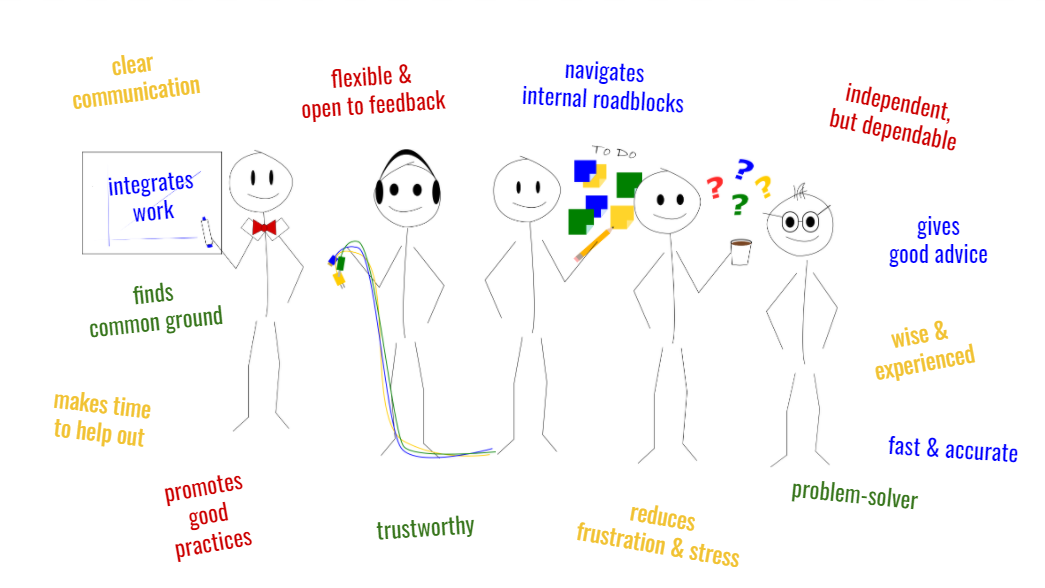 clear
communication
flexible &
open to feedback
navigates
internal roadblocks
independent,
but dependable
TO DO
integrates
work
? ? ? ?
gives
good advice
finds
common ground
wise &
experienced
makes time
to help out
fast & accurate
promotes
good
practices
trustworthy
reduces
frustration & stress
problem-solver